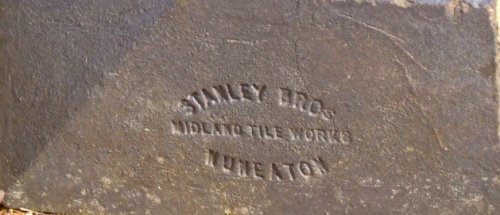 STANLEY BROS
MIDLAND TILE WORKS
NUNEATON